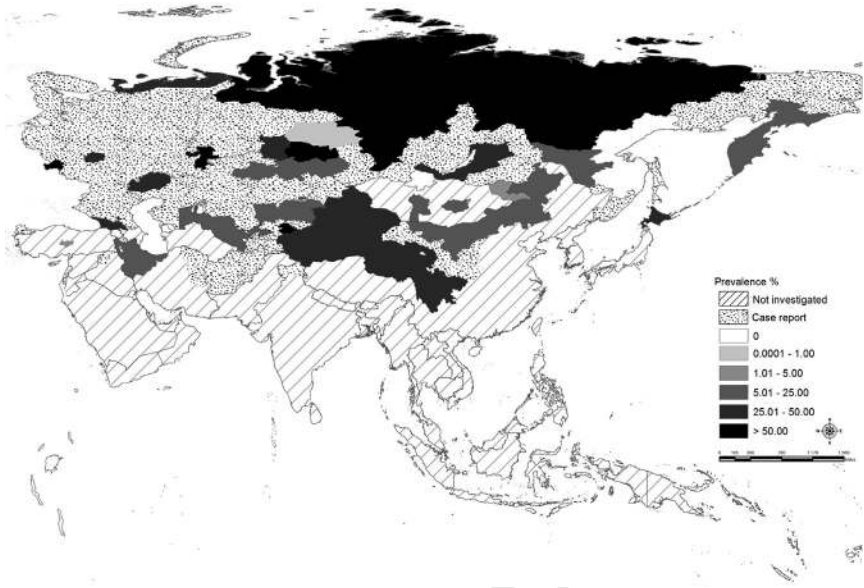 Prevalence %
Not investigated
Case report
0
0.0001 - 1.00
1.01 - 5.00
5.01 - 25.00
25.01 - 50.00
> 50.00